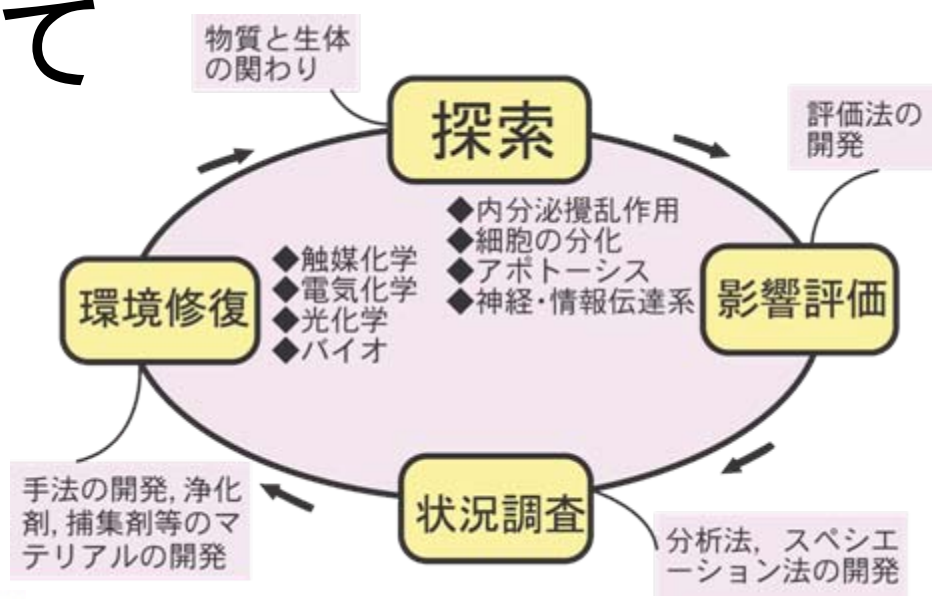 て
物質と生体
の関わり
探索
評価法の
開発
◆内分泌攪乱作用
◆細胞の分化
◆アポトーシス
◆神経・情報伝達系
◆触媒化学
◆電気化学
◆光化学
◆バイオ
環境修復
影響評価
状況調査
手法の開発, 浄化
剤, 捕集剤等のマ
テリアルの開発
分析法, スペシエ
ーション法の開発